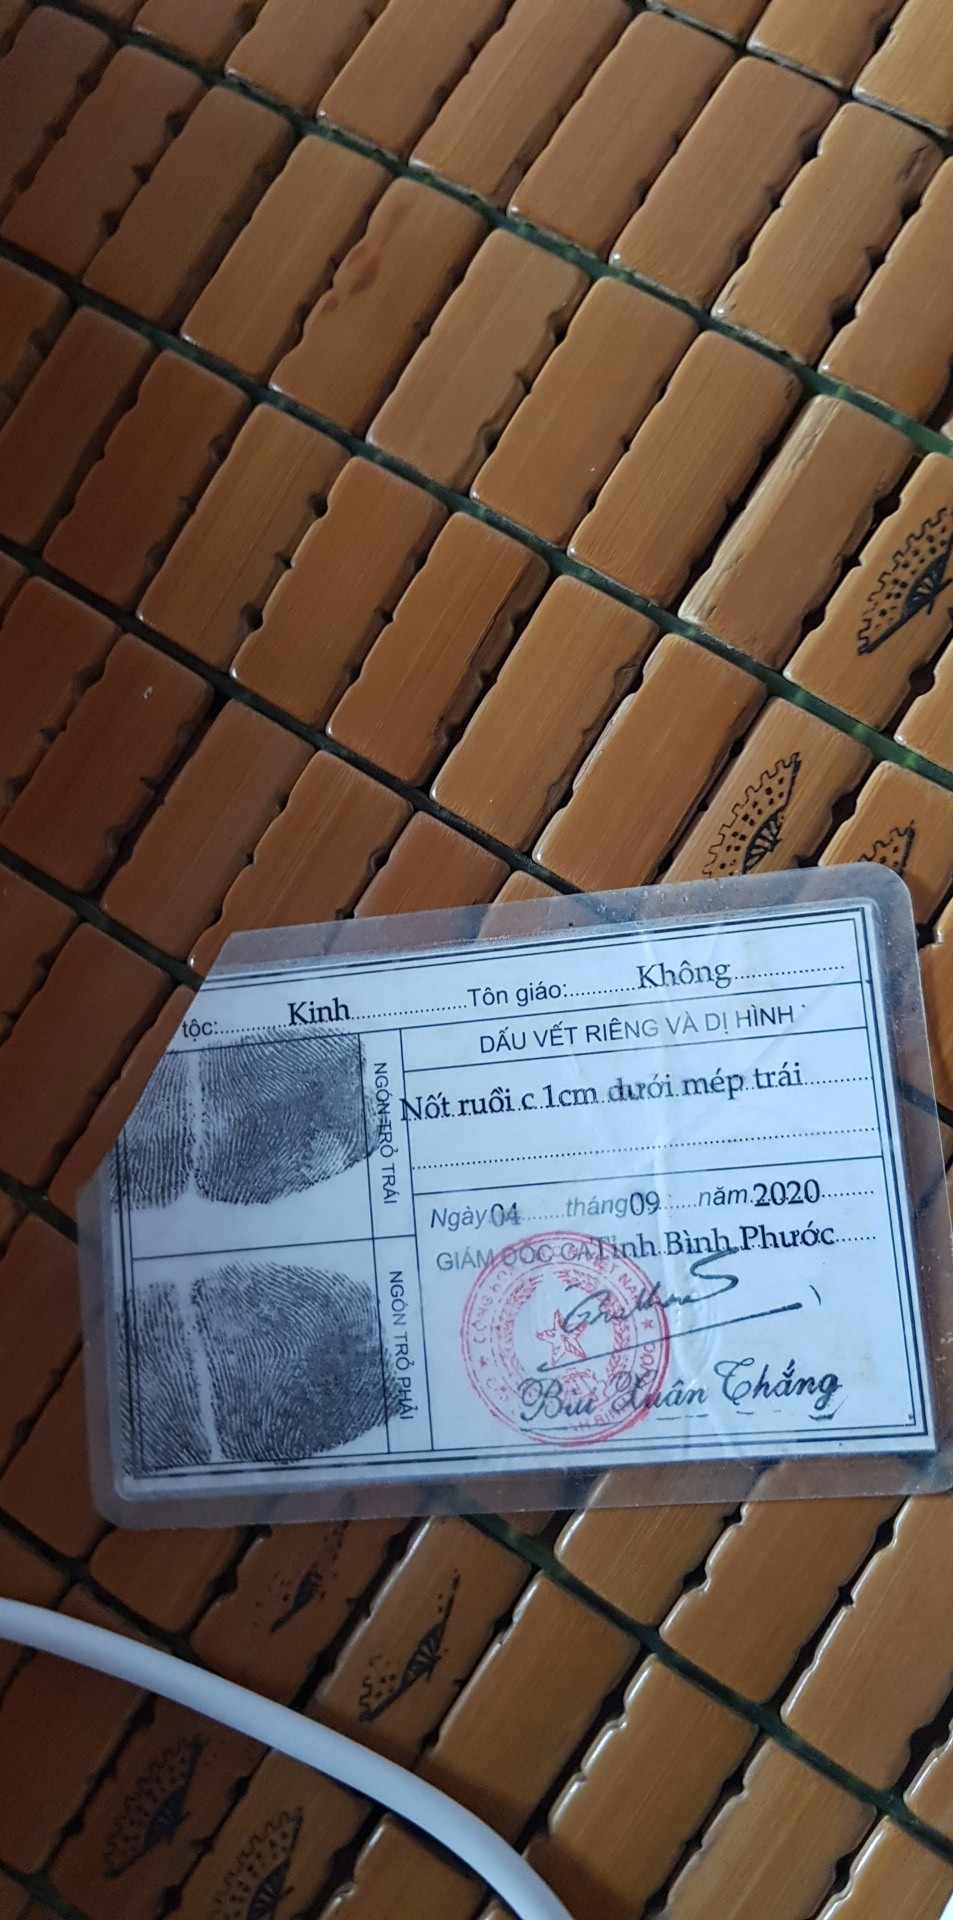 tộc:............Kinh....................Tôn giáo:............Không...................
DẤU VẾT RIÊNG VÀ DỊ HÌNH
NGÓN TRỎ TRÁI
Nốt ruồi c 1cm dưới mép trái
Ngày 04 tháng 09 năm 2020
GIÁM ĐỐC CA Tỉnh Bình Phước
NGÓN TRỎ PHẢI
Bùi Xuân Thắng